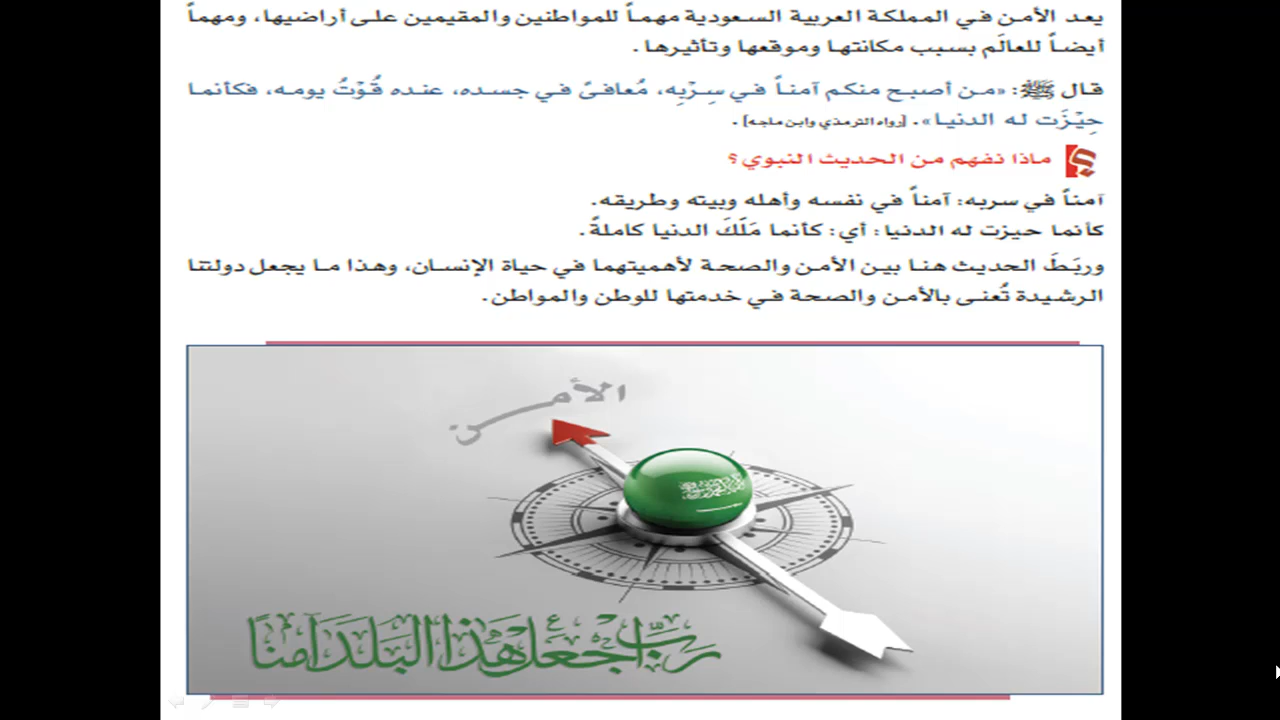 يعد الأمن في المملكة العربية السعودية مهماً للمواطنين والمقيمين على أراضيها، ومهماً
أيضاً للعالَم بسبب مكانتها وموقعها وتأثيرها .
قال ﷺ: «من أصبح منكم آمناً في سِرْبِه، مُعافىً في جسده، عنده قُوْتُ يومه، فكأنما
حِيْزَت له الدنيا». [رواه الترمذي وابن ماجه] .
ماذا نفهم من الحديث النبوي ؟
آمناً في سربه: آمناً في نفسه وأهله وبيته وطريقه.
كأنما حيزت له الدنيا: أي: كأنما مَلَكَ الدنيا كاملةً.
وربَطَ الحديث هنا بين الأمن والصحة لأهميتهما في حياة الإنسان، وهذا ما يجعل دولتنا
الرشيدة تُعنى بالأمن والصحة في خدمتها للوطن والمواطن.
الأمن
رب اجعل هذا البلد آمنا